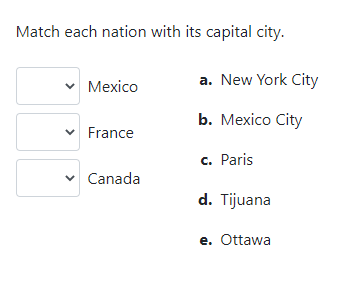 Match each nation with its capital city.
Mexico
France
Canada
a. New York City
b. Mexico City
c. Paris
d. Tijuana
e. Ottawa